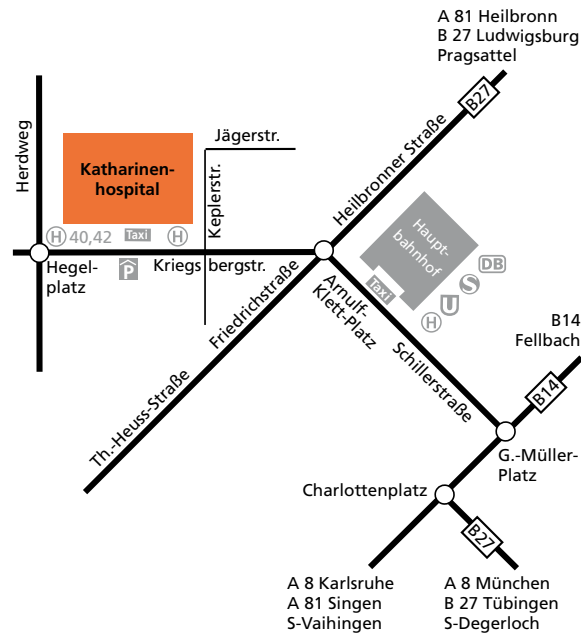 A 81 Heilbronn
B 27 Ludwigsburg
Pragsattel
B27
Heilbronner Straße
Herdweg
Jägerstr.
Keplerstr.
Katharinen-
hospital
H 40,42 Taxi H
Hegel-
platz
P
Kriegsbergstr.
Haupt-
bahnhof
Taxi
H
U
S
DB
Arnulf-
Klett-Platz
Friedrichstraße
Th.-Heuss-Straße
Schillerstraße
B14
Fellbach
B14
G.-Müller-
Platz
Charlottenplatz
B27
A 8 Karlsruhe
A 81 Singen
S-Vaihingen
A 8 München
B 27 Tübingen
S-Degerloch